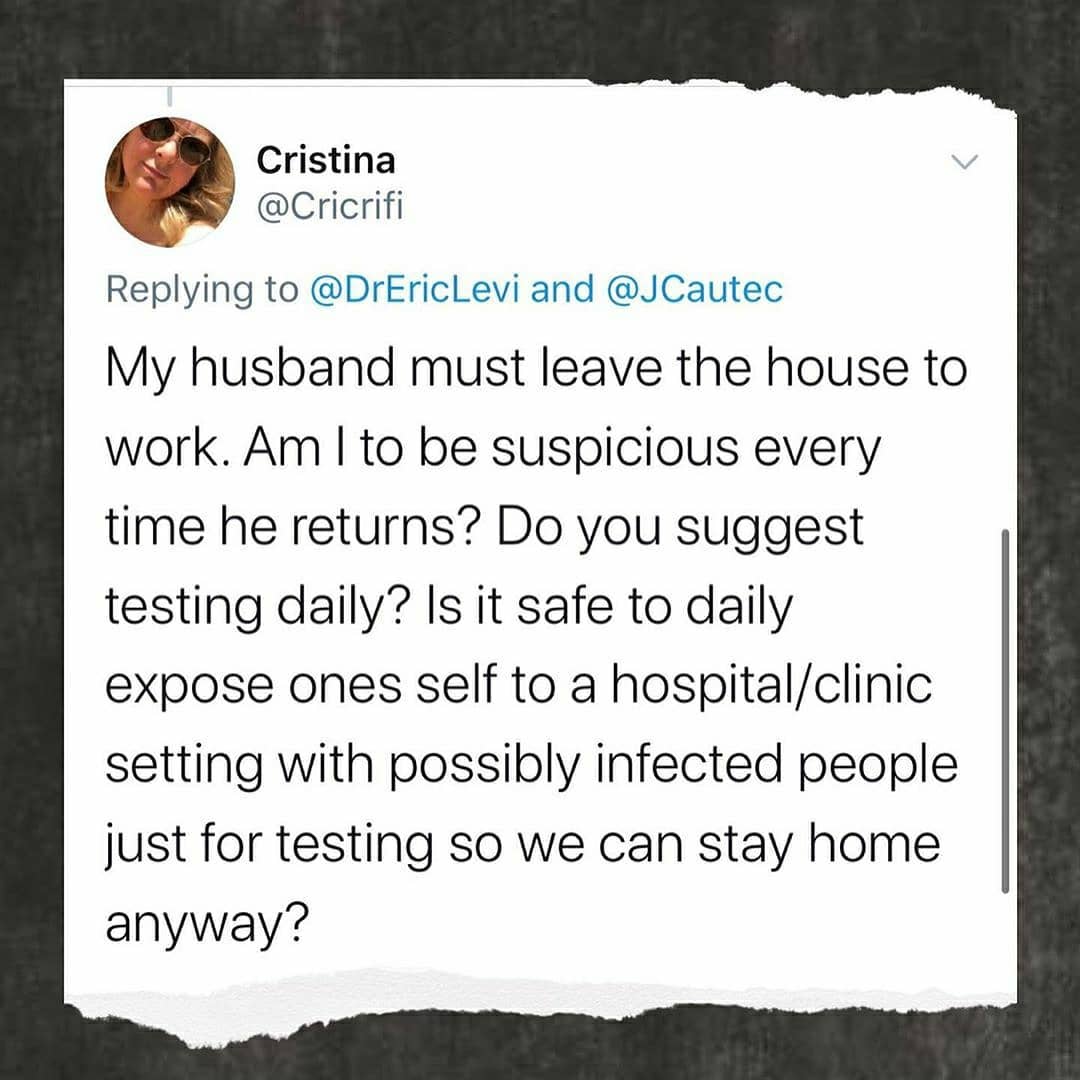 Cristina
@Cricrifi
Replying to @DrEricLevi and @JCautec
My husband must leave the house to
work. Am I to be suspicious every
time he returns? Do you suggest
testing daily? Is it safe to daily
expose ones self to a hospital/clinic
setting with possibly infected people
just for testing so we can stay home
anyway?